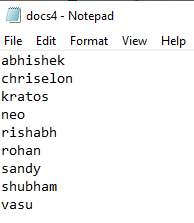 docs4 - Notepad
File Edit Format View Help
abhishek
chriselon
kratos
neo
rishabh
rohan
sandy
shubham
vasu